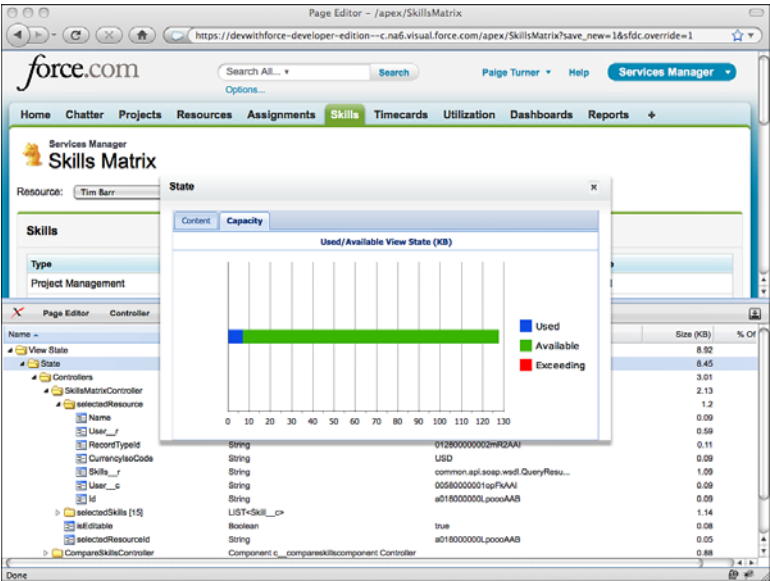 Page Editor - /apex/SkillsMatrix
https://devwithforce-developer-edition--c.na6.visual.force.com/apex/SkillsMatrix?save_new=1&sfdc.override=1
force.com
Search All...
Search
Paige Turner
Help
Services Manager
Options...
Home Chatter Projects Resources Assignments Skills Timecards Utilization Dashboards Reports +
Services Manager
Skills Matrix
Resource: Tim Barr
State
x
Content Capacity
Skills
Used/Available View State (KB)
Type
Project Management
Used
Available
Exceeding
0 10 20 30 40 50 60 70 80 90 100 110 120 130
Page Editor Controller
Name Size (KB) % Of
View State 8.92
State 8.45
Controllers 3.01
SkillsMatrixController 2.13
selectedResource 1.2
Name 0.09
User__r 0.59
RecordTypeId String 012800000002mR2AAI 0.11
CurrencyIsoCode String USD 0.09
Skills__r String common.api.soap.wsdl.QueryResu... 1.09
User__c String 00580000001opFkAAI 0.09
Id String a018000000LpoooAAB 0.09
selectedSkills [15] LIST<Skill__c> 1.14
isEditable Boolean true 0.08
selectedResourceId String a018000000LpoooAAB 0.05
CompareSkillsController Component c__compareskillscomponent Controller 0.88
Done